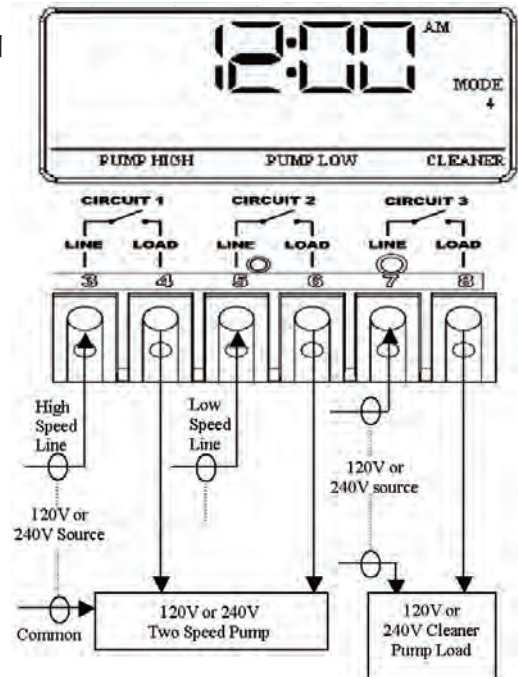 12:00 AM
MODE
4
PUMP HIGH PUMP LOW CLEANER
CIRCUIT 1 CIRCUIT 2 CIRCUIT 3
LINE LOAD LINE LOAD LINE LOAD
3 4 5 6 7 8
High
Speed
Line
Low
Speed
Line
120V or
240V Source
120V or
240V source
Common
120V or 240V
Two Speed Pump
120V or
240V Cleaner
Pump Load